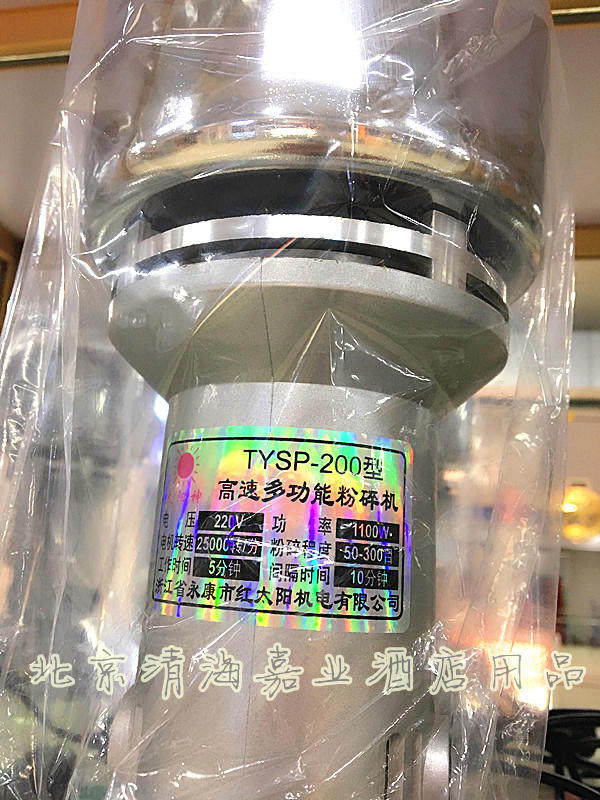 TYSP-200型
高速多功能粉碎机
电 压 220V 功 率 1100W
电机转速 25000转/分 粉碎程度 50-300目
工作时间 5分钟 间隔时间 10分钟
浙江省永康市红太阳机电有限公司
北京清海嘉业酒店用品